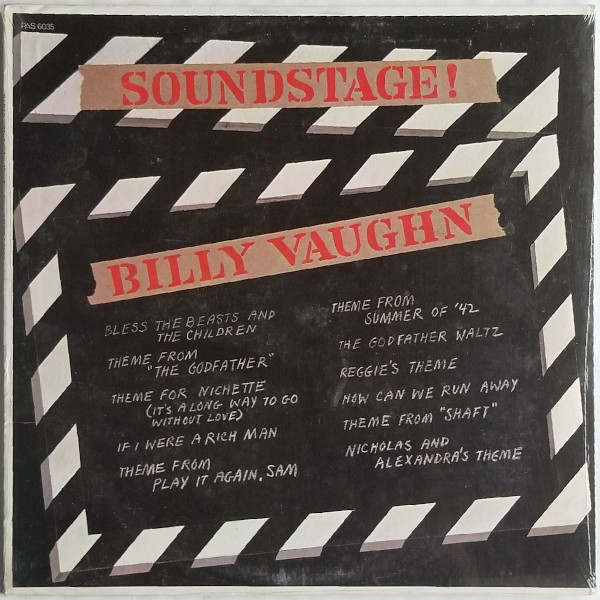 PAS 6035
SOUNDSTAGE!
BILLY VAUGHN
BLESS THE BEASTS AND
THE CHILDREN
THEME FROM
"THE GODFATHER"
THEME FOR NICHETTE
(IT'S A LONG WAY TO GO
WITHOUT LOVE)
IF I WERE A RICH MAN
THEME FROM
PLAY IT AGAIN, SAM
THEME FROM
SUMMER OF '42
THE GODFATHER WALTZ
REGGIE'S THEME
HOW CAN WE RUN AWAY
THEME FROM "SHAFT"
NICHOLAS AND
ALEXANDRA'S THEME